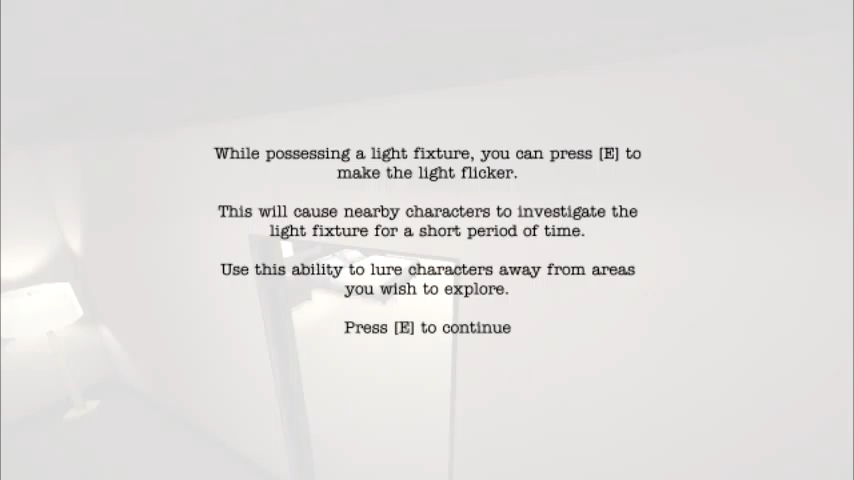 While possessing a light fixture, you can press [E] to
make the light flicker.
This will cause nearby characters to investigate the
light fixture for a short period of time.
Use this ability to lure characters away from areas
you wish to explore.
Press [E] to continue